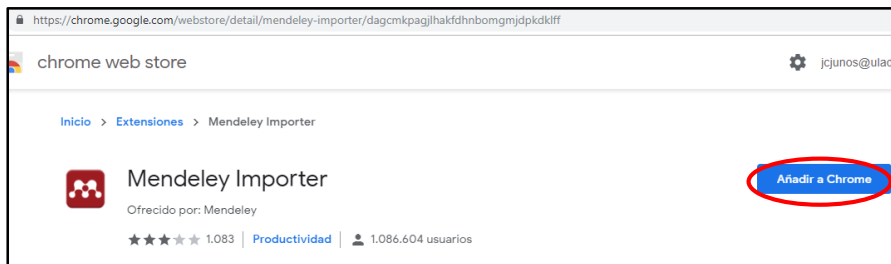 https://chrome.google.com/webstore/detail/mendeley-importer/dagcmkpagjlhakfdhnbomgmjdpkdklff
chrome web store
jcjunos@ulac
Inicio > Extensiones > Mendeley Importer
Mendeley Importer
Añadir a Chrome
Ofrecido por: Mendeley
1.083 | Productividad | 1.086.604 usuarios